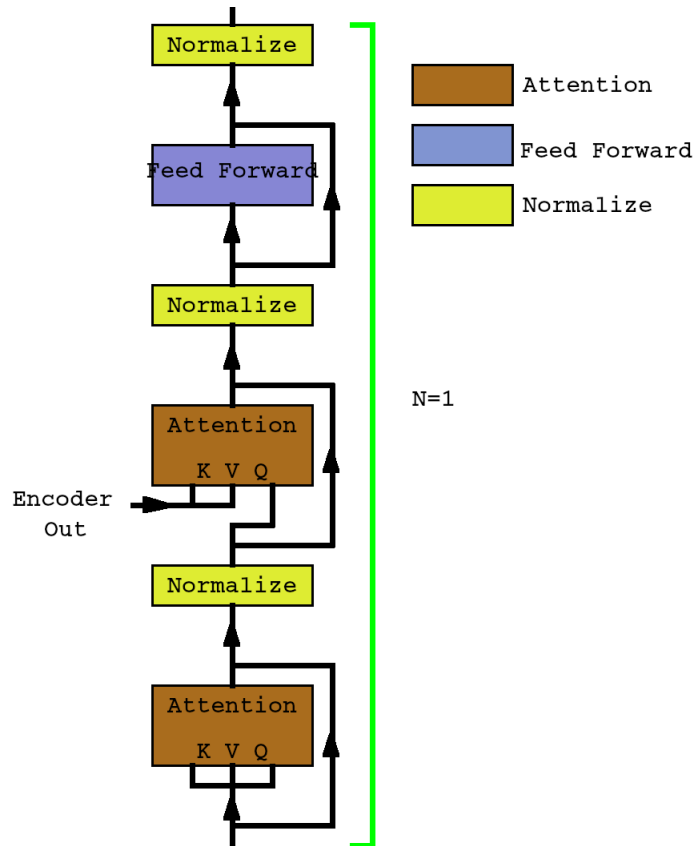 Normalize
Feed Forward
Normalize
Attention
K V Q
Encoder
Out
Normalize
Attention
K V Q
Attention
Feed Forward
Normalize
N=1